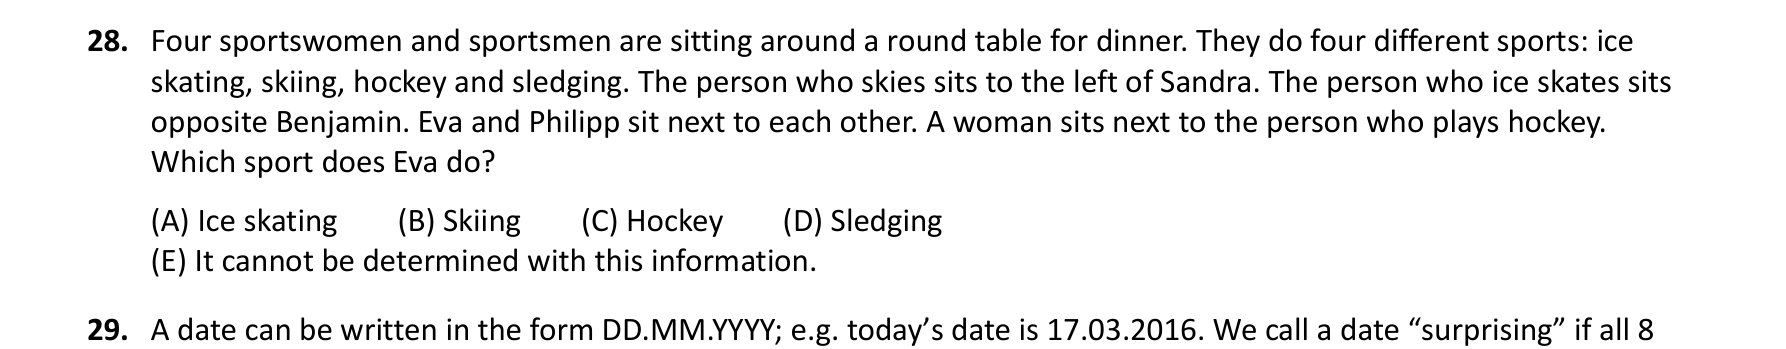 28. Four sportswomen and sportsmen are sitting around a round table for dinner. They do four different sports: ice
skating, skiing, hockey and sledging. The person who skies sits to the left of Sandra. The person who ice skates sits
opposite Benjamin. Eva and Philipp sit next to each other. A woman sits next to the person who plays hockey.
Which sport does Eva do?
(A) Ice skating (B) Skiing (C) Hockey (D) Sledging
(E) It cannot be determined with this information.
29. A date can be written in the form DD.MM.YYYY; e.g. today’s date is 17.03.2016. We call a date “surprising” if all 8